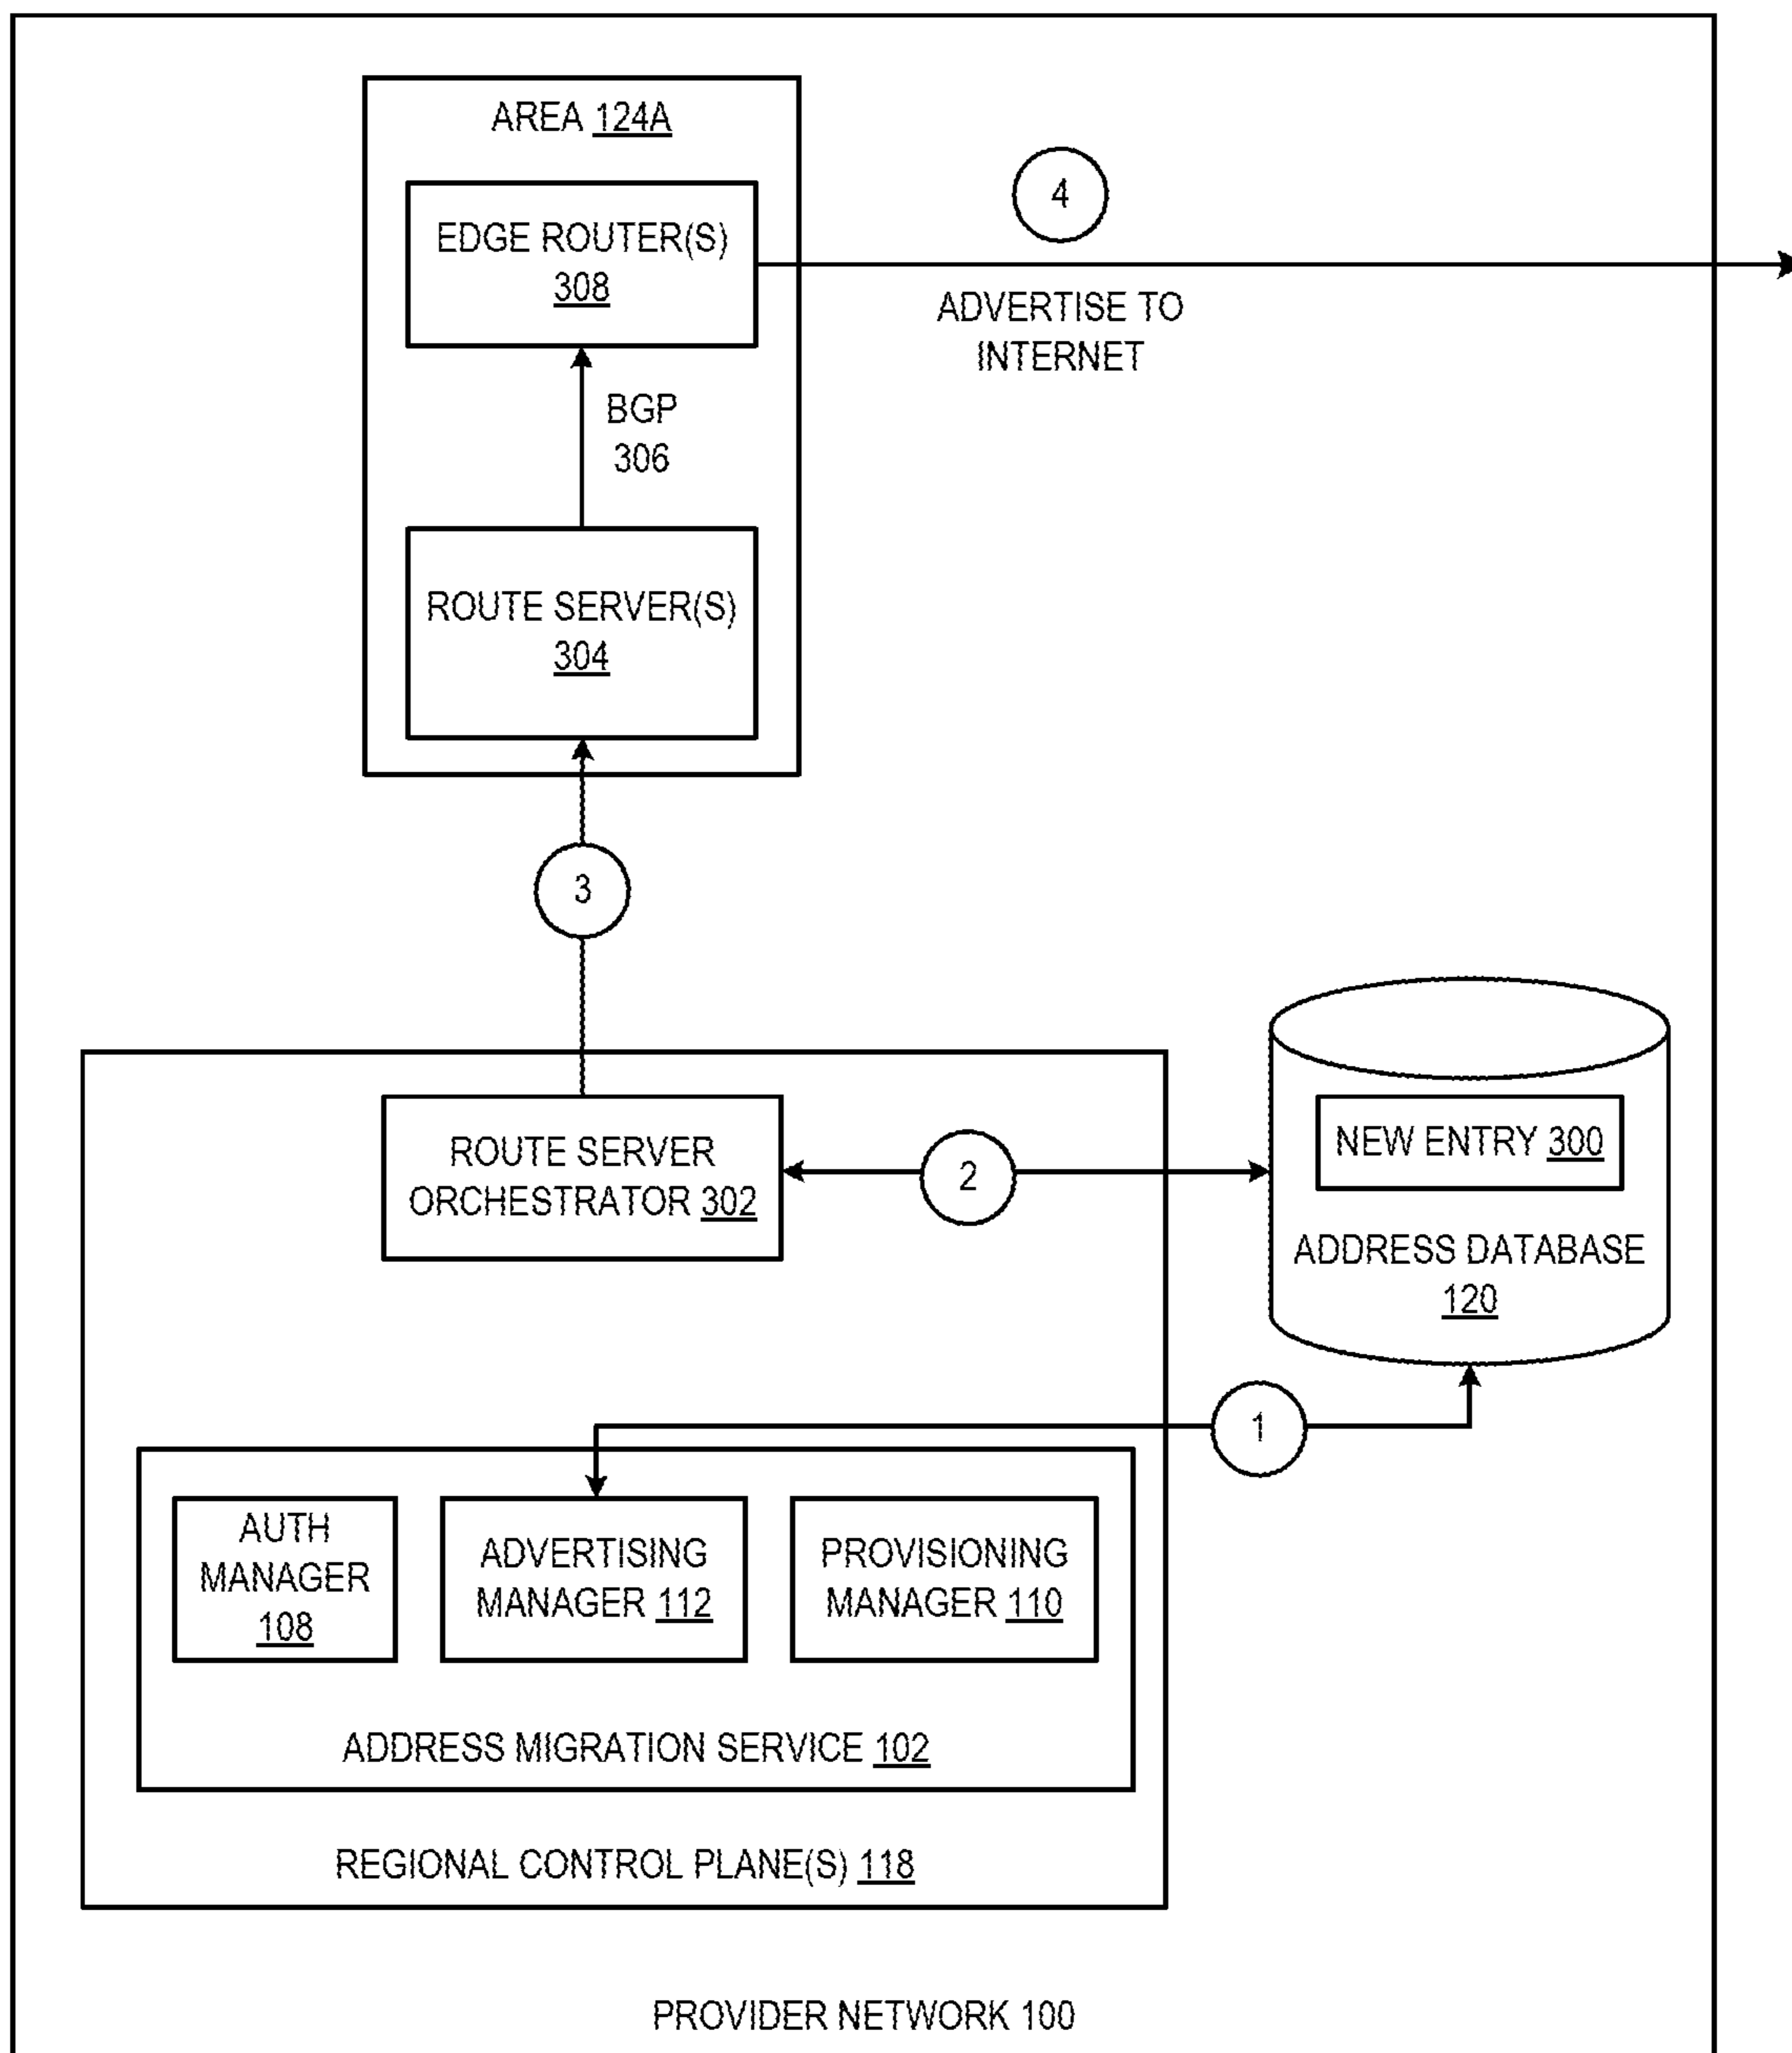 AREA 124A
EDGE ROUTER(S)
308
4
ADVERTISE TO
INTERNET
BGP
306
ROUTE SERVER(S)
304
3
ROUTE SERVER
ORCHESTRATOR 302
2
NEW ENTRY 300
ADDRESS DATABASE
120
1
AUTH
MANAGER
108
ADVERTISING
MANAGER 112
PROVISIONING
MANAGER 110
ADDRESS MIGRATION SERVICE 102
REGIONAL CONTROL PLANE(S) 118
PROVIDER NETWORK 100